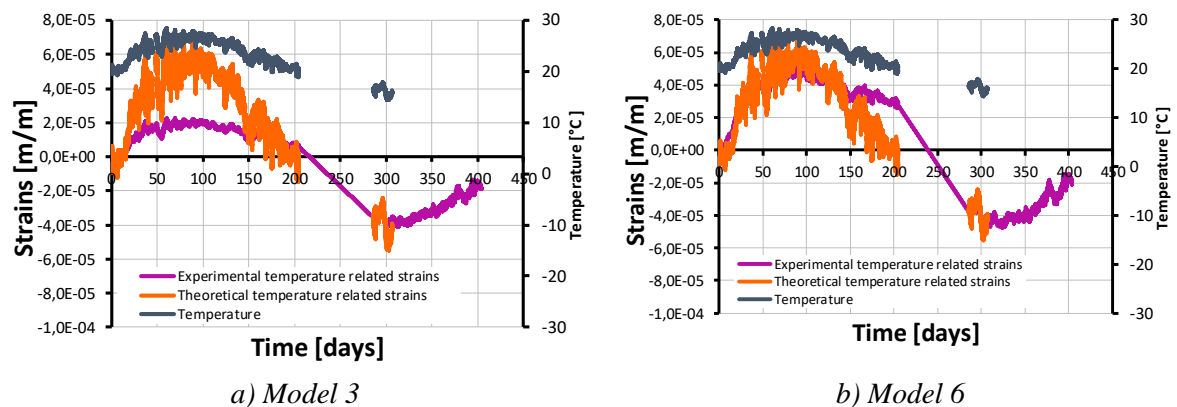 8,0E-05
6,0E-05
4,0E-05
2,0E-05
0,0E+00
-2,0E-05
-4,0E-05
-6,0E-05
-8,0E-05
-1,0E-04
Strains [m/m]
0 50 100 150 200 250 300 350 400 450
30
20
10
0
-10
-20
-30
Temperature [°C]
Experimental temperature related strains
Theoretical temperature related strains
Temperature
Time [days]
a) Model 3
8,0E-05
6,0E-05
4,0E-05
2,0E-05
0,0E+00
-2,0E-05
-4,0E-05
-6,0E-05
-8,0E-05
-1,0E-04
Strains [m/m]
0 50 100 150 200 250 300 350 400 450
30
20
10
0
-10
-20
-30
Temperature [°C]
Experimental temperature related strains
Theoretical temperature related strains
Temperature
Time [days]
b) Model 6